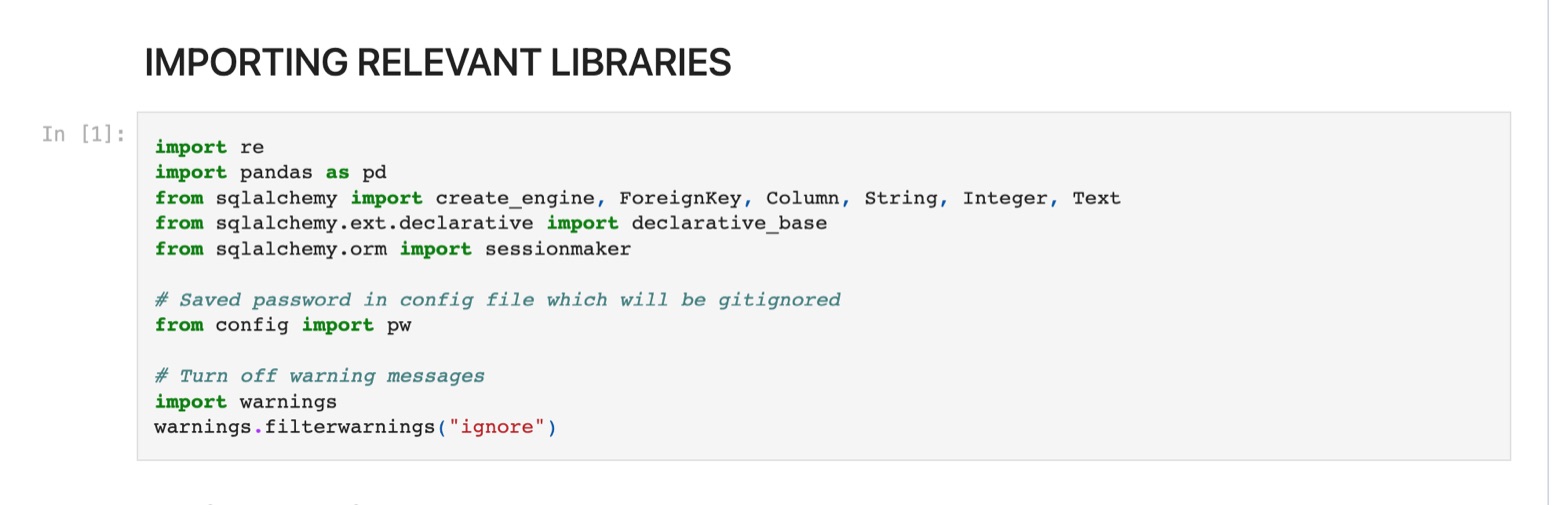 IMPORTING RELEVANT LIBRARIES
In [1]:
import re
import pandas as pd
from sqlalchemy import create_engine, ForeignKey, Column, String, Integer, Text
from sqlalchemy.ext.declarative import declarative_base
from sqlalchemy.orm import sessionmaker
# Saved password in config file which will be gitignored
from config import pw
# Turn off warning messages
import warnings
warnings.filterwarnings("ignore")